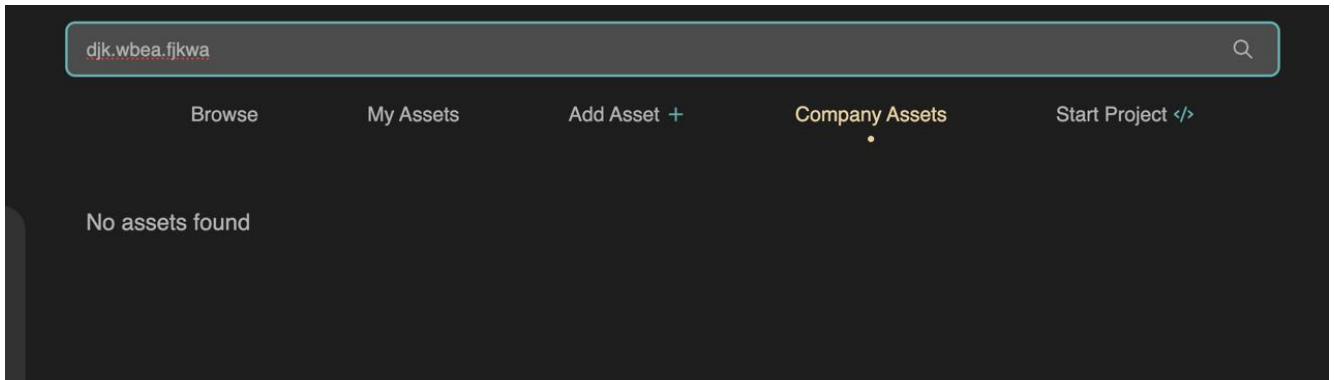 djk.wbea.fjkwa
Browse My Assets Add Asset + Company Assets Start Project </>
No assets found